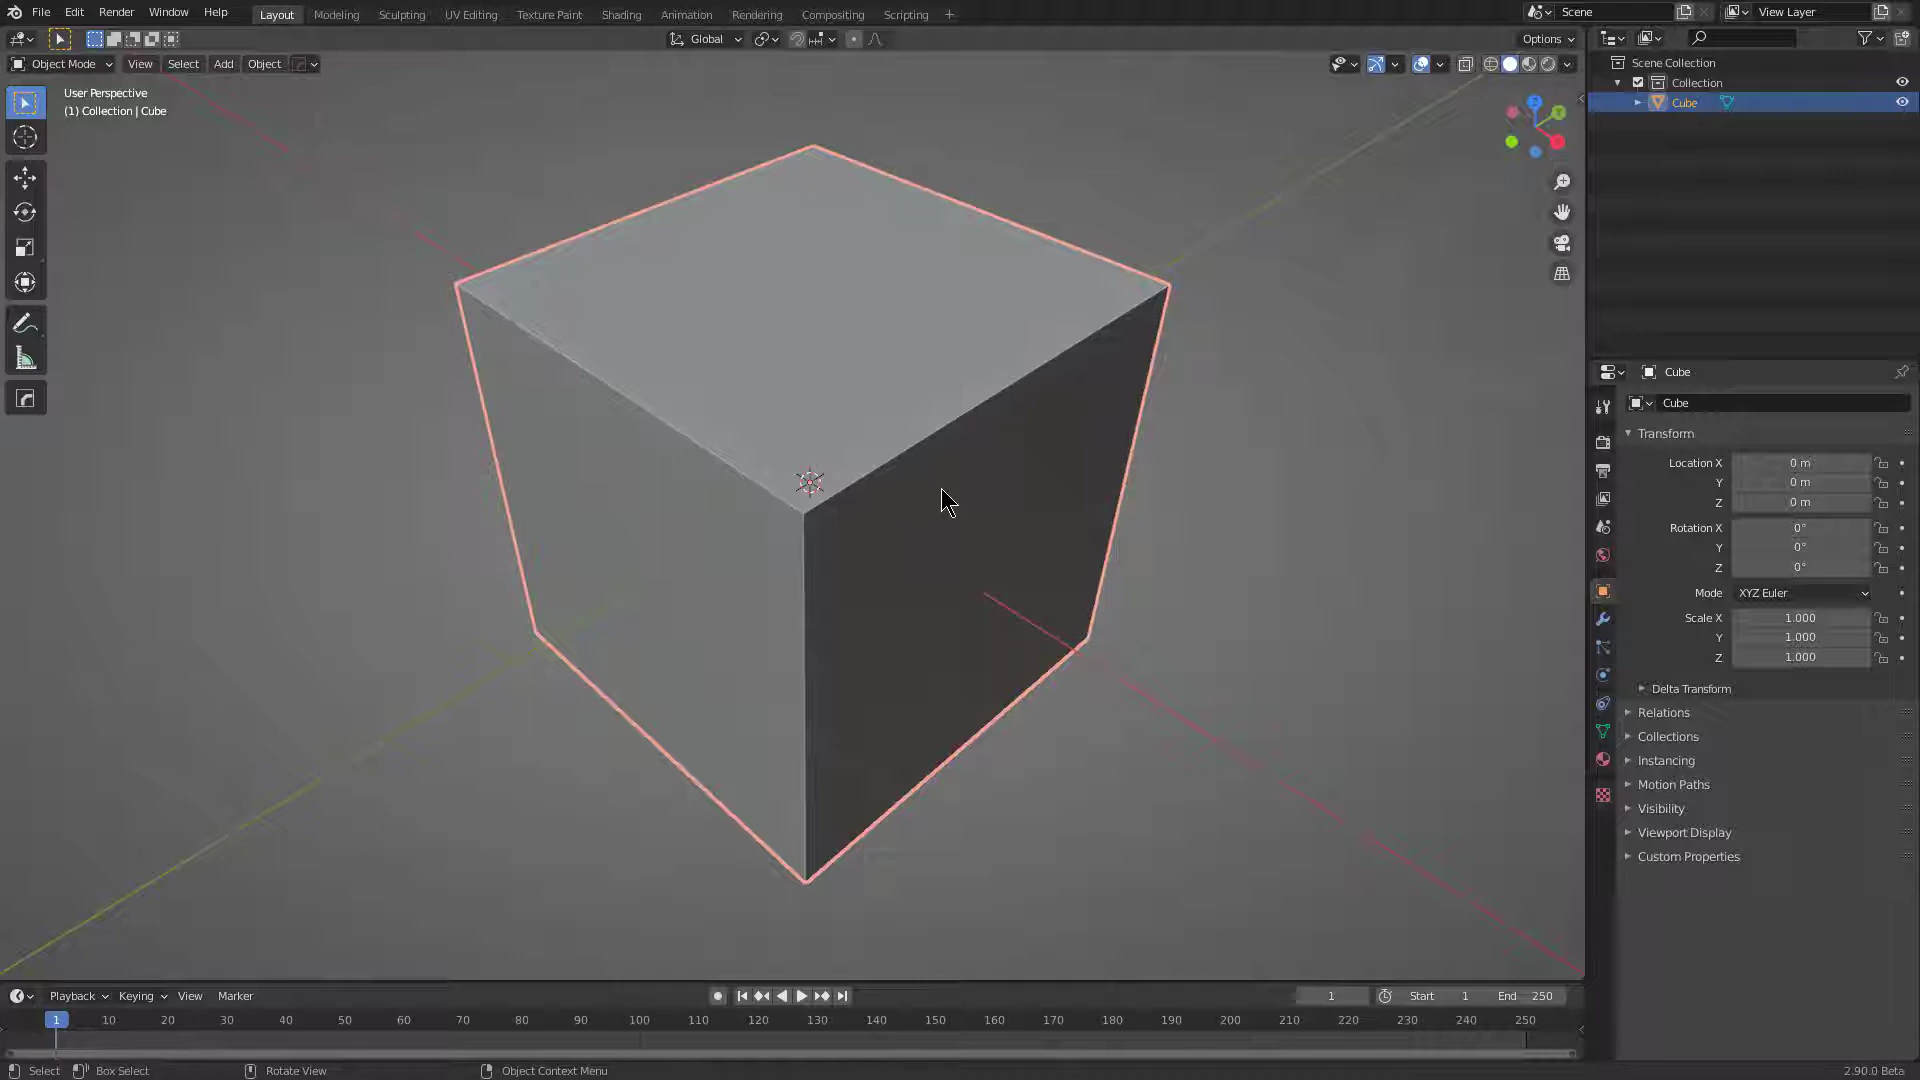 File Edit Render Window Help Layout Modeling Sculpting UV Editing Texture Paint Shading Animation Rendering Compositing Scripting + Scene View Layer
Global Options
Object Mode View Select Add Object
User Perspective
(1) Collection | Cube
Scene Collection
Collection
Cube
Cube
Cube
Transform
Location X 0 m
Y 0 m
Z 0 m
Rotation X 0°
Y 0°
Z 0°
Mode XYZ Euler
Scale X 1.000
Y 1.000
Z 1.000
Delta Transform
Relations
Collections
Instancing
Motion Paths
Visibility
Viewport Display
Custom Properties
Playback Keying View Marker 1 Start 1 End 250
1 10 20 30 40 50 60 70 80 90 100 110 120 130 140 150 160 170 180 190 200 210 220 230 240 250
Select Box Select Rotate View Object Context Menu 2.90.0 Beta